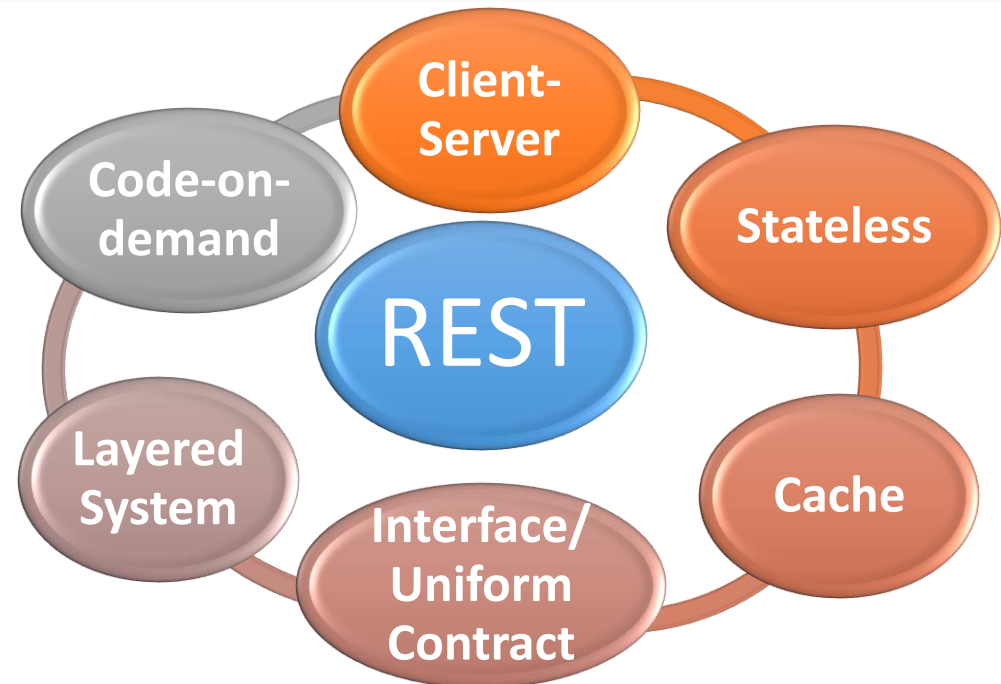 Client-
Server
Stateless
Cache
Interface/
Uniform
Contract
Layered
System
Code-on-
demand
REST